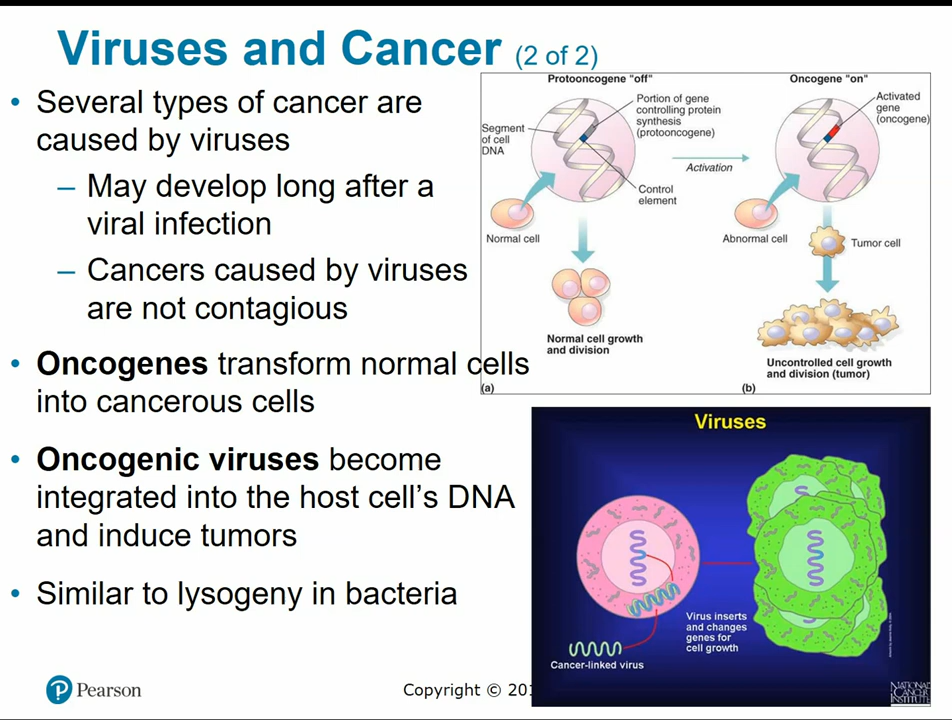 Viruses and Cancer (2 of 2)
• Several types of cancer are
caused by viruses
– May develop long after a
viral infection
– Cancers caused by viruses
are not contagious
• Oncogenes transform normal cells
into cancerous cells
• Oncogenic viruses become
integrated into the host cell's DNA
and induce tumors
• Similar to lysogeny in bacteria
Protooncogene "off"
Segment
of cell
DNA
Portion of gene
controlling protein
synthesis
(protooncogene)
Control
element
Normal cell
Normal cell growth
and division
(a)
Activation
Oncogene "on"
Activated
gene
(oncogene)
Abnormal cell
Tumor cell
Uncontrolled cell growth
and division (tumor)
(b)
Viruses
Virus inserts
and changes
genes for
cell growth
Cancer-linked virus
NATIONAL
CANCER
INSTITUTE
P Pearson
Copyright © 201